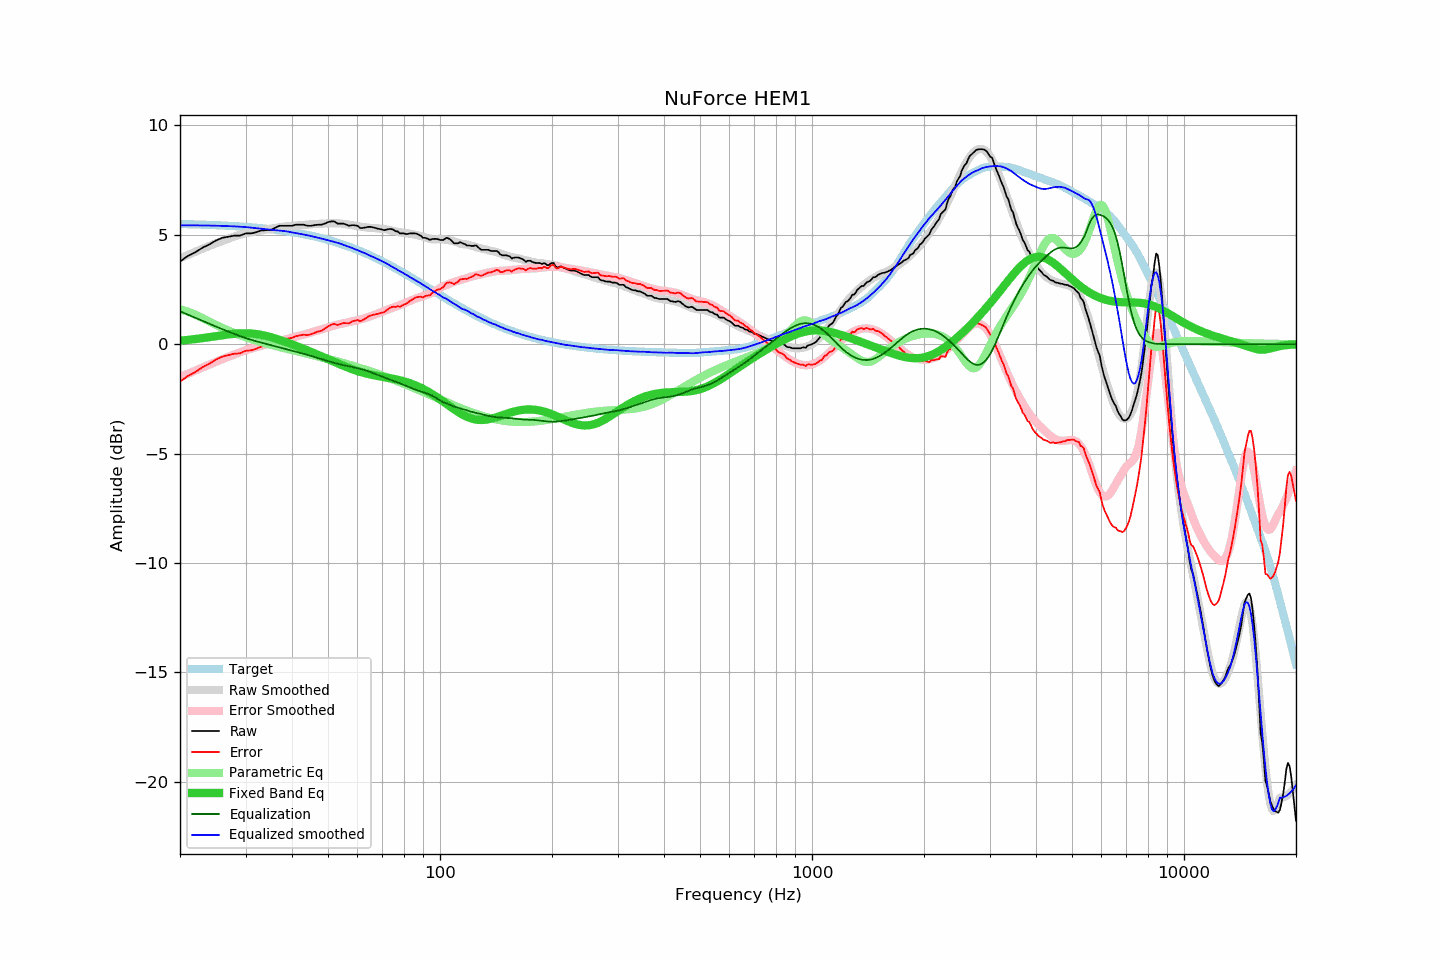 NuForce HEM1
10
5
0
−5
−10
−15
−20
Amplitude (dBr)
Target
Raw Smoothed
Error Smoothed
Raw
Error
Parametric Eq
Fixed Band Eq
Equalization
Equalized smoothed
100
1000
10000
Frequency (Hz)